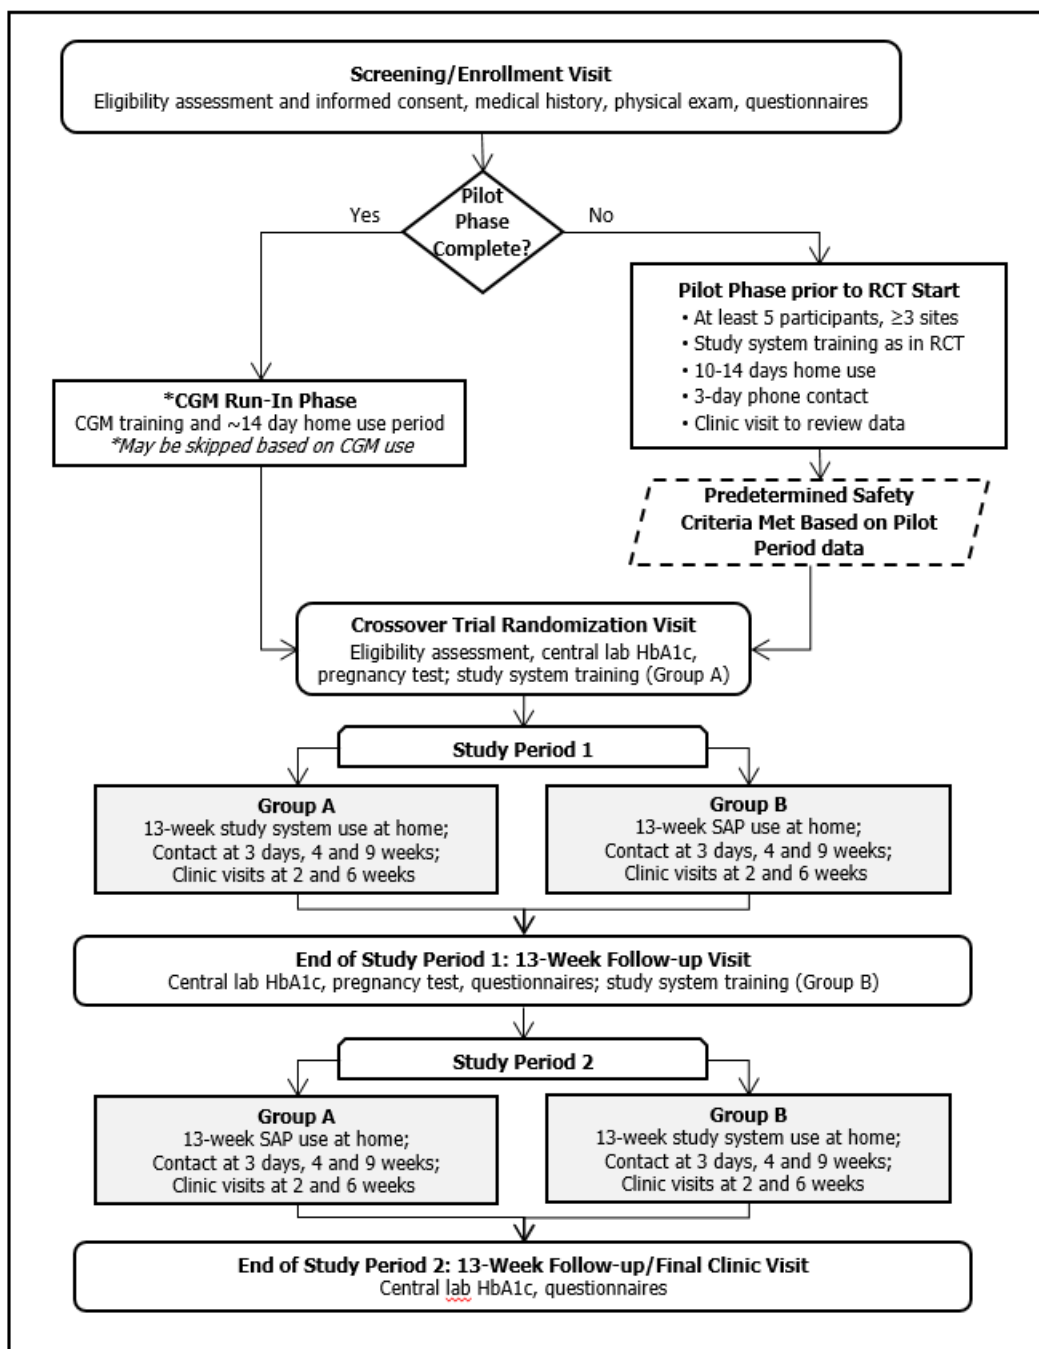 Screening/Enrollment Visit
Eligibility assessment and informed consent, medical history, physical exam, questionnaires
Pilot
Phase
Complete?
Yes
No
Pilot Phase prior to RCT Start
• At least 5 participants, ≥3 sites
• Study system training as in RCT
• 10-14 days home use
• 3-day phone contact
• Clinic visit to review data
*CGM Run-In Phase
CGM training and ~14 day home use period
*May be skipped based on CGM use
Predetermined Safety
Criteria Met Based on Pilot
Period data
Crossover Trial Randomization Visit
Eligibility assessment, central lab HbA1c,
pregnancy test; study system training (Group A)
Study Period 1
Group A
13-week study system use at home;
Contact at 3 days, 4 and 9 weeks;
Clinic visits at 2 and 6 weeks
Group B
13-week SAP use at home;
Contact at 3 days, 4 and 9 weeks;
Clinic visits at 2 and 6 weeks
End of Study Period 1: 13-Week Follow-up Visit
Central lab HbA1c, pregnancy test, questionnaires; study system training (Group B)
Study Period 2
Group A
13-week SAP use at home;
Contact at 3 days, 4 and 9 weeks;
Clinic visits at 2 and 6 weeks
Group B
13-week study system use at home;
Contact at 3 days, 4 and 9 weeks;
Clinic visits at 2 and 6 weeks
End of Study Period 2: 13-Week Follow-up/Final Clinic Visit
Central lab HbA1c, questionnaires